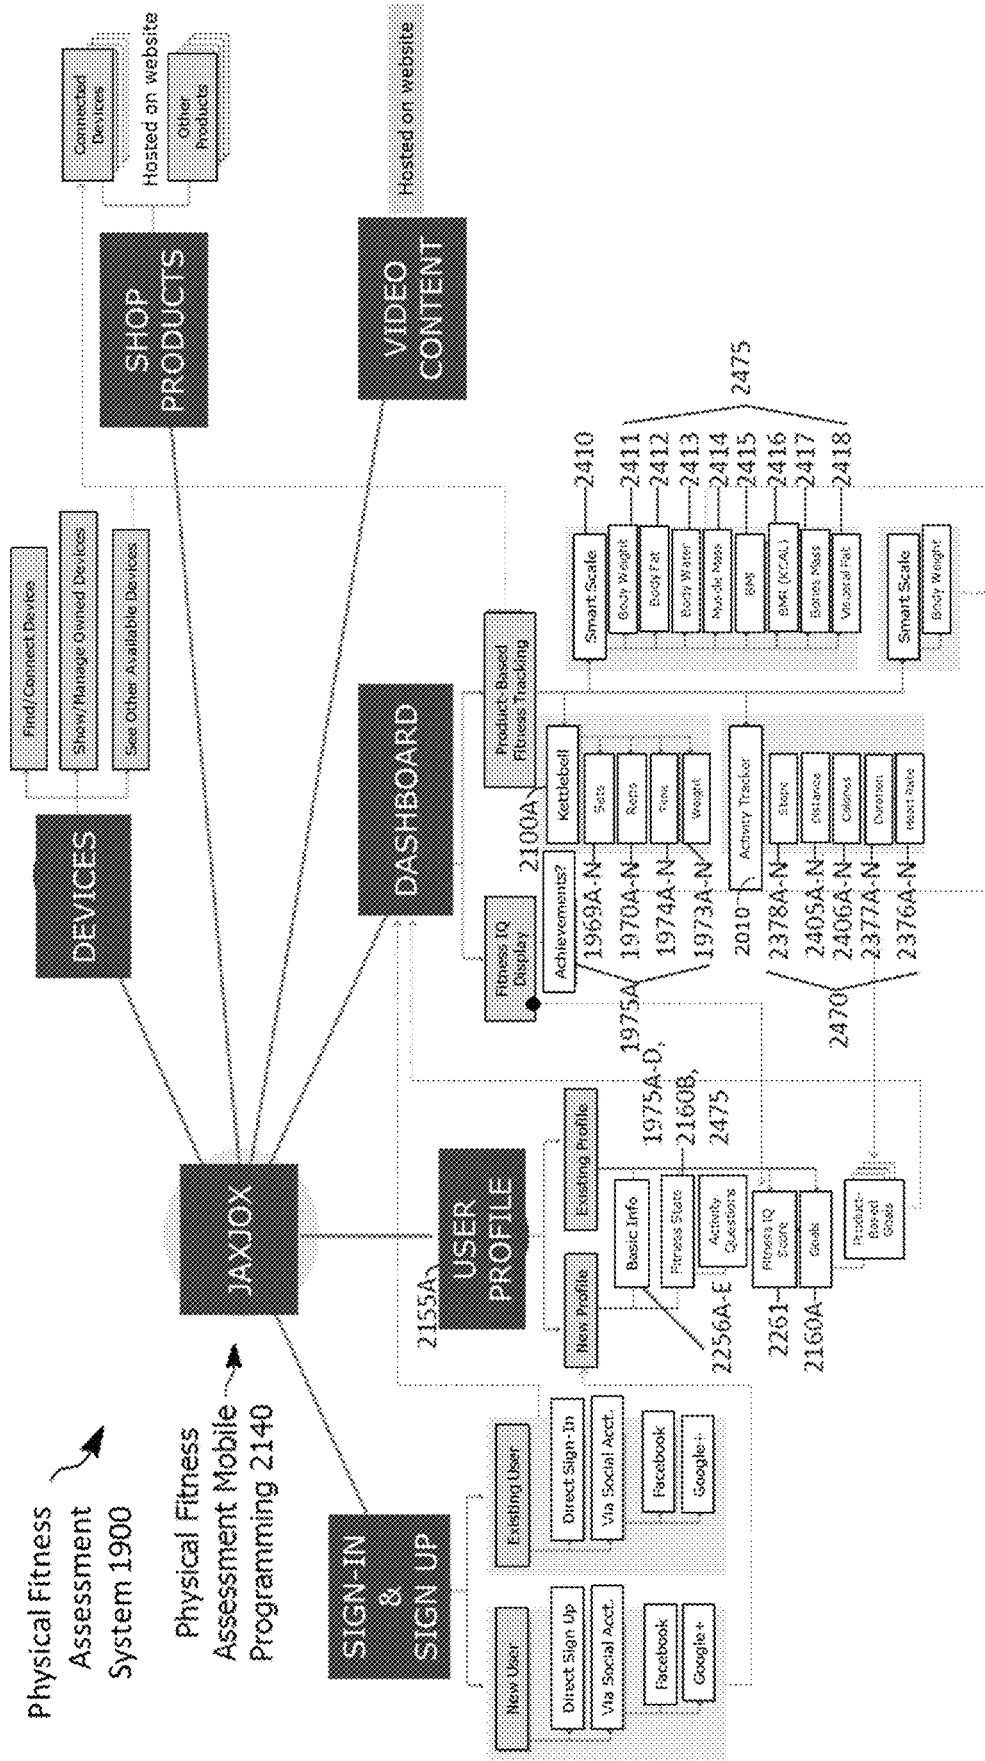 Physical Fitness
Assessment
System 1900
Physical Fitness
Assessment Mobile
Programming 2140
JAXJOX
SIGN-IN
&
SIGN UP
New User
Direct Sign Up
Via Social Acct.
Facebook
Google+
Existing User
Direct Sign-In
Via Social Acct.
Facebook
Google+
2155A
USER
PROFILE
New Profile
Existing Profile
Basic Info
Fitness State
Activity
Questions
Fitness IQ
Score
Goals
Product-
Based
Goals
2256A-E
2261
2160A
1975A-D,
2160B,
2475
DEVICES
Find/Connect Device
Show/Manage Owned Devices
See Other Available Devices
DASHBOARD
Fitness IQ
Display
Achievements?
Product-Based
Fitness Tracking
2100A
Kettlebell
Sets
Reps
Time
Weight
1969A-N
1970A-N
1974A-N
1973A-N
1975A
2010
Activity Tracker
Steps
Distance
Calories
Duration
Heart Rate
2378A-N
2405A-N
2406A-N
2377A-N
2376A-N
2470
Smart Scale
Body Weight
Body Fat
Body Water
Muscle Mass
BMI
BMR (KCAL)
Bones Mass
Visceral Fat
2410
2411
2412
2413
2414
2415
2416
2417
2418
2475
Smart Scale
Body Weight
SHOP
PRODUCTS
Connected
Devices
Hosted on website
Other
Products
VIDEO
CONTENT
Hosted on website